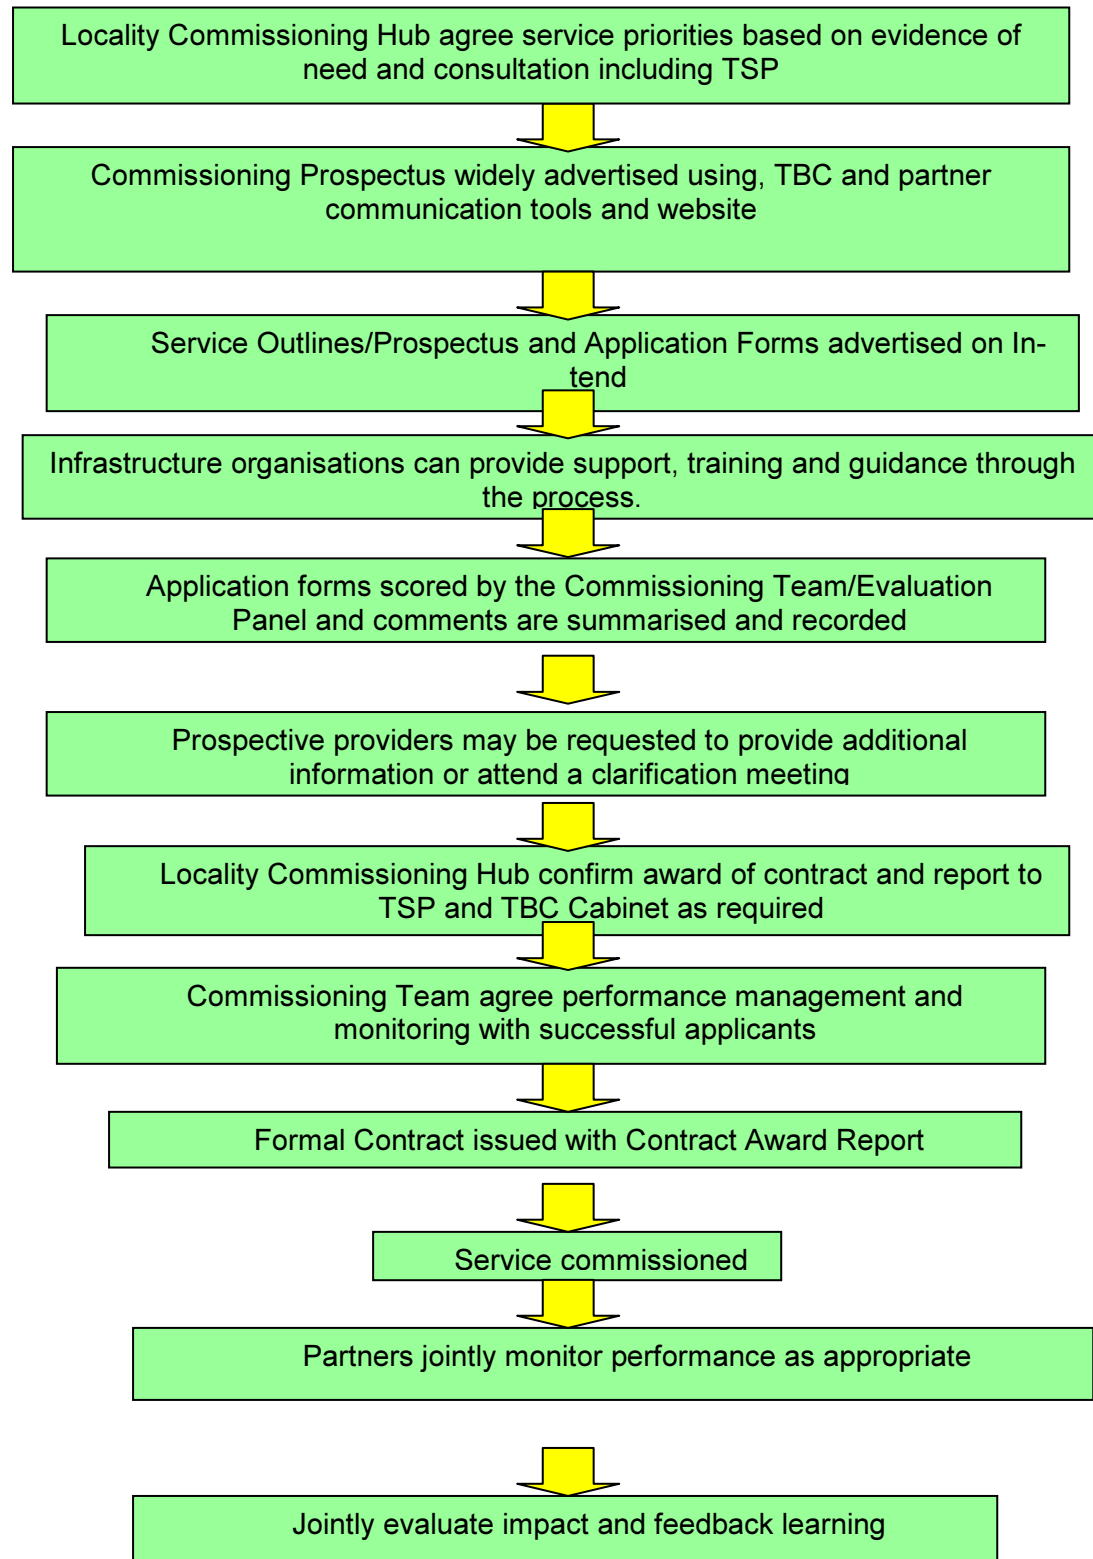 Locality Commissioning Hub agree service priorities based on evidence of
need and consultation including TSP
Commissioning Prospectus widely advertised using, TBC and partner
communication tools and website
Service Outlines/Prospectus and Application Forms advertised on In-
tend
Infrastructure organisations can provide support, training and guidance through
the process.
Application forms scored by the Commissioning Team/Evaluation
Panel and comments are summarised and recorded
Prospective providers may be requested to provide additional
information or attend a clarification meeting
Locality Commissioning Hub confirm award of contract and report to
TSP and TBC Cabinet as required
Commissioning Team agree performance management and
monitoring with successful applicants
Formal Contract issued with Contract Award Report
Service commissioned
Partners jointly monitor performance as appropriate
Jointly evaluate impact and feedback learning